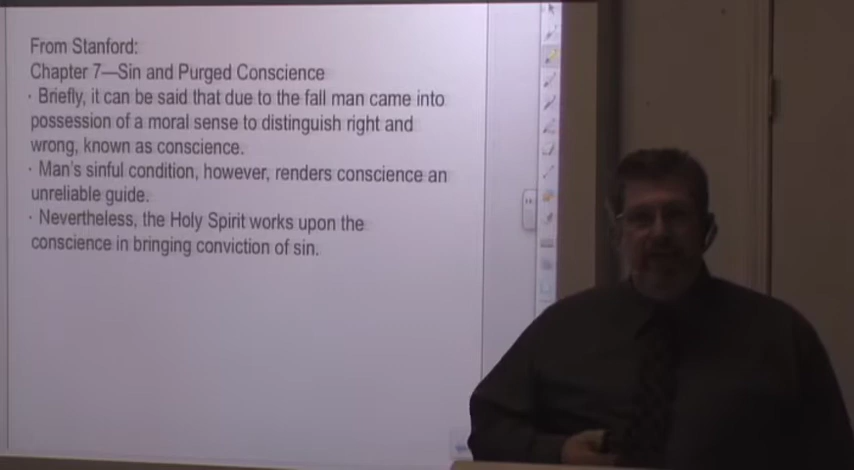 From Stanford:
Chapter 7—Sin and Purged Conscience
· Briefly, it can be said that due to the fall man came into
possession of a moral sense to distinguish right and
wrong, known as conscience.
· Man's sinful condition, however, renders conscience an
unreliable guide.
· Nevertheless, the Holy Spirit works upon the
conscience in bringing conviction of sin.